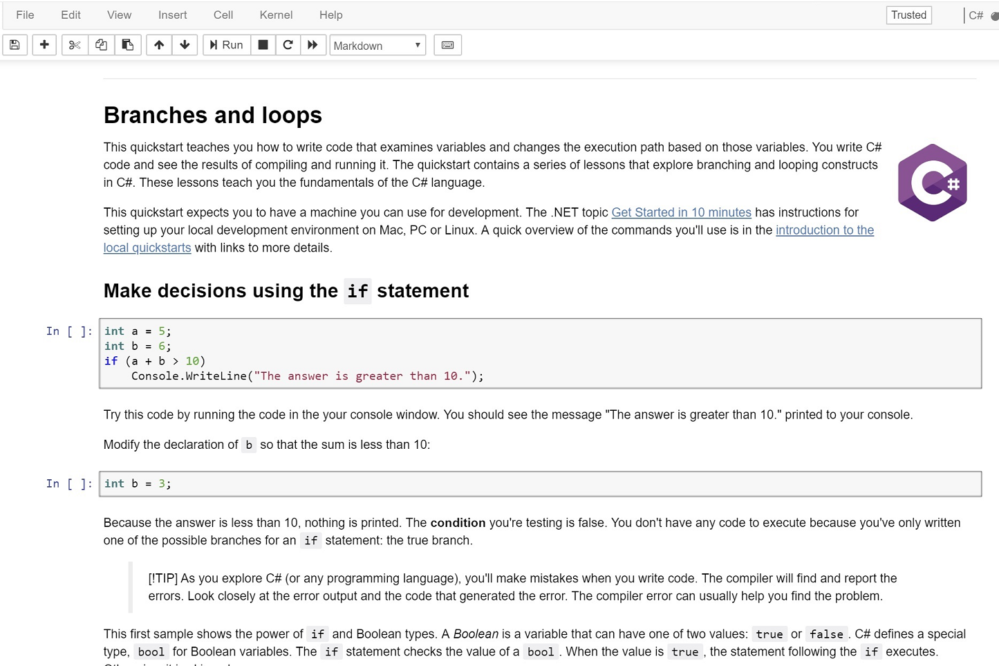 File Edit View Insert Cell Kernel Help Trusted C#
Run Markdown
Branches and loops
This quickstart teaches you how to write code that examines variables and changes the execution path based on those variables. You write C#
code and see the results of compiling and running it. The quickstart contains a series of lessons that explore branching and looping constructs
in C#. These lessons teach you the fundamentals of the C# language.
C#
This quickstart expects you to have a machine you can use for development. The .NET topic Get Started in 10 minutes has instructions for
setting up your local development environment on Mac, PC or Linux. A quick overview of the commands you'll use is in the introduction to the
local quickstarts with links to more details.
Make decisions using the if statement
In [ ]: int a = 5;
int b = 6;
if (a + b > 10)
    Console.WriteLine("The answer is greater than 10.");
Try this code by running the code in the your console window. You should see the message "The answer is greater than 10." printed to your console.
Modify the declaration of b so that the sum is less than 10:
In [ ]: int b = 3;
Because the answer is less than 10, nothing is printed. The condition you're testing is false. You don't have any code to execute because you've only written
one of the possible branches for an if statement: the true branch.
[!TIP] As you explore C# (or any programming language), you'll make mistakes when you write code. The compiler will find and report the
errors. Look closely at the error output and the code that generated the error. The compiler error can usually help you find the problem.
This first sample shows the power of if and Boolean types. A Boolean is a variable that can have one of two values: true or false. C# defines a special
type, bool for Boolean variables. The if statement checks the value of a bool. When the value is true, the statement following the if executes.